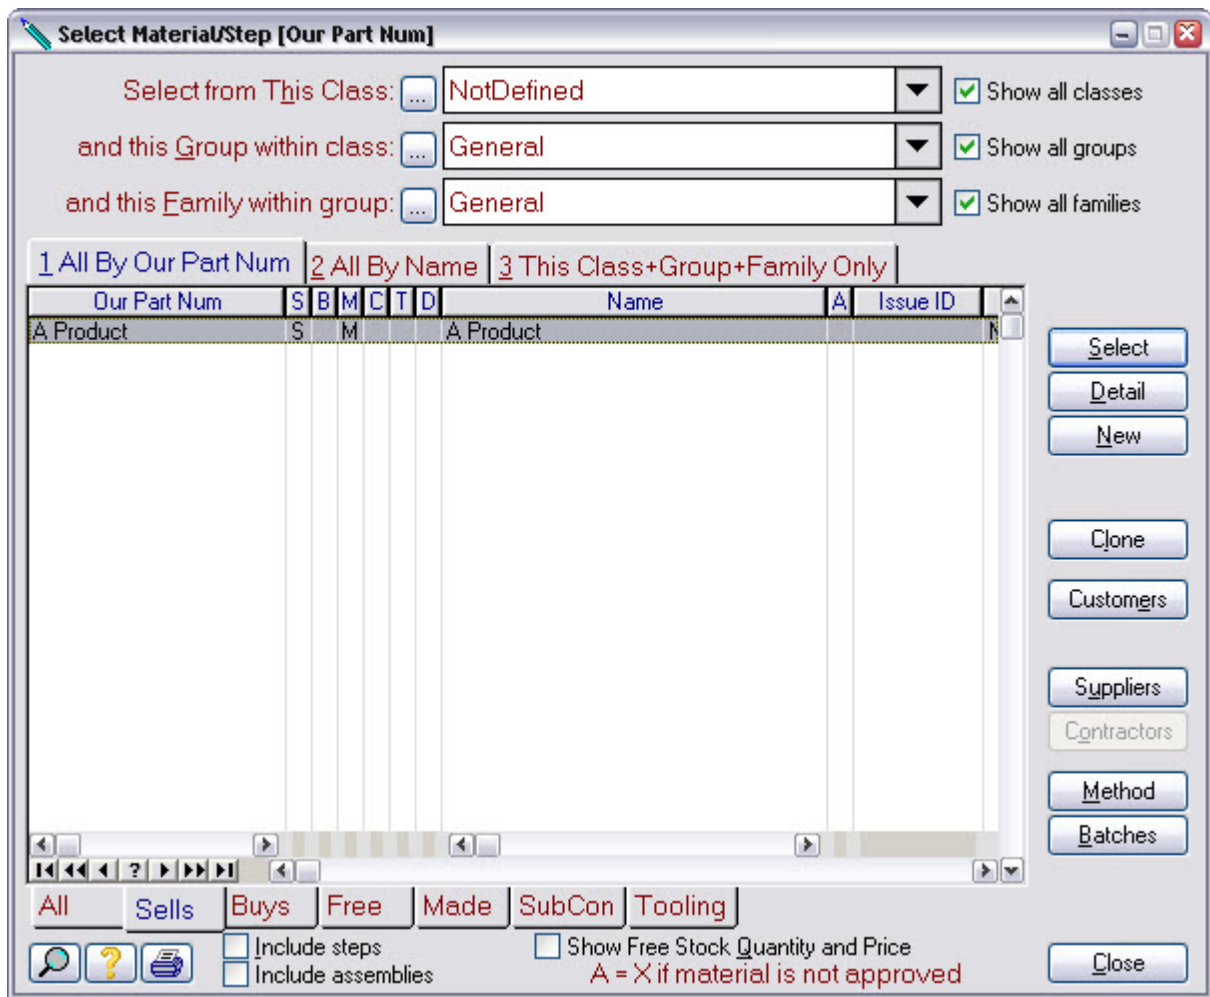 Select Material/Step [Our Part Num]
Select from This Class: ... NotDefined Show all classes
and this Group within class: ... General Show all groups
and this Family within group: ... General Show all families
1 All By Our Part Num 2 All By Name 3 This Class+Group+Family Only
Our Part Num S B M C T D Name A Issue ID
A Product S M A Product N
Select
Detail
New
Clone
Customers
Suppliers
Contractors
Method
Batches
?
All Sells Buys Free Made SubCon Tooling
? Include steps Show Free Stock Quantity and Price
Include assemblies A = X if material is not approved
Close